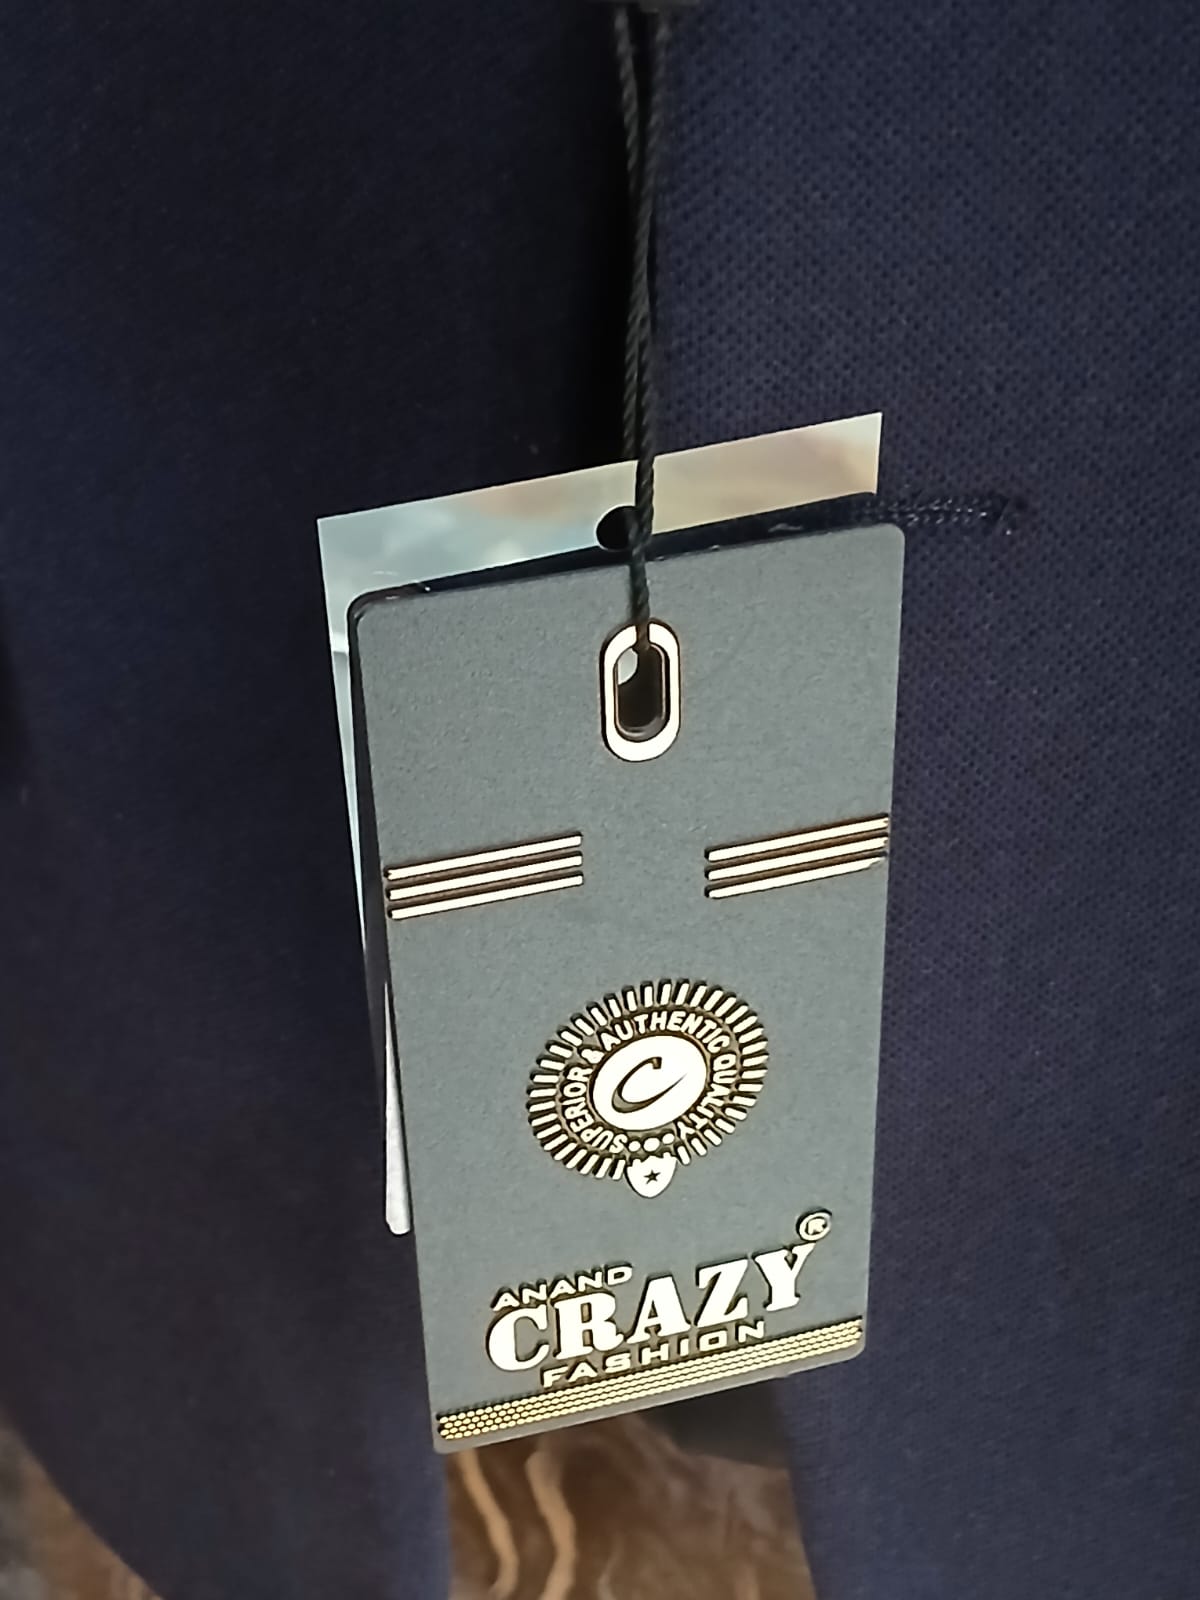 SUPERIOR & AUTHENTIC QUALITY
C
ANAND
CRAZY®
FASHION